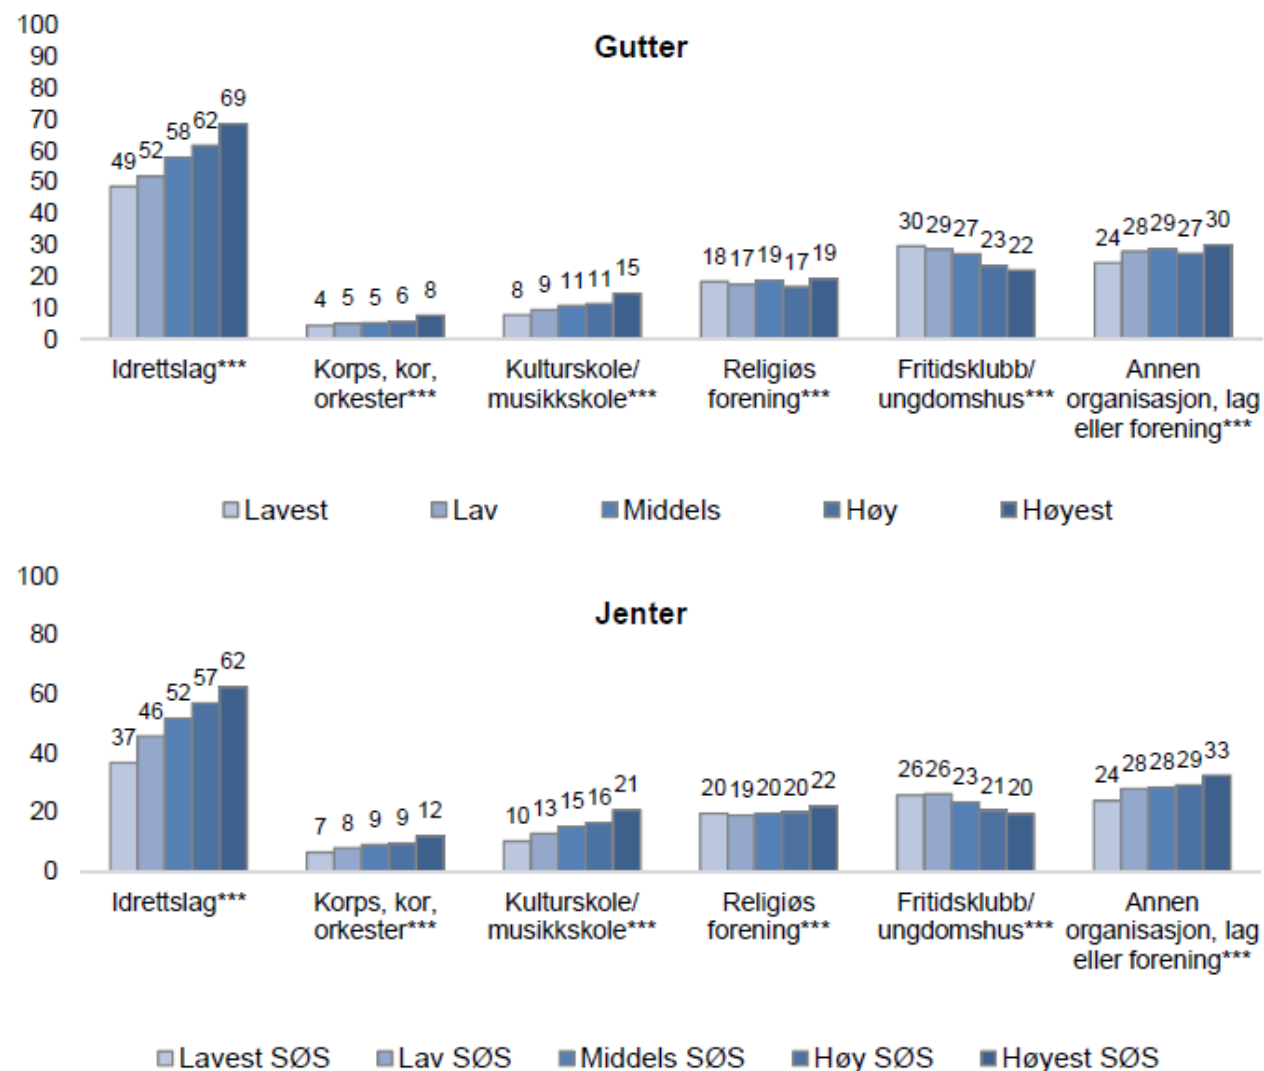 Gutter
100
90
80
70
60
50
40
30
20
10
0
49 52 58 62 69
4 5 5 6 8
8 9 11 11 15
18 17 19 17 19
30 29 27 23 22
24 28 29 27 30
Idrettslag***
Korps, kor,
orkester***
Kulturskole/
musikkskole***
Religiøs
forening***
Fritidsklubb/
ungdomshus***
Annen
organisasjon, lag
eller forening***
Lavest Lav Middels Høy Høyest
Jenter
100
80
60
40
20
0
37 46 52 57 62
7 8 9 9 12
10 13 15 16 21
20 19 20 20 22
26 26 23 21 20
24 28 28 29 33
Idrettslag***
Korps, kor,
orkester***
Kulturskole/
musikkskole***
Religiøs
forening***
Fritidsklubb/
ungdomshus***
Annen
organisasjon, lag
eller forening***
Lavest SØS Lav SØS Middels SØS Høy SØS Høyest SØS